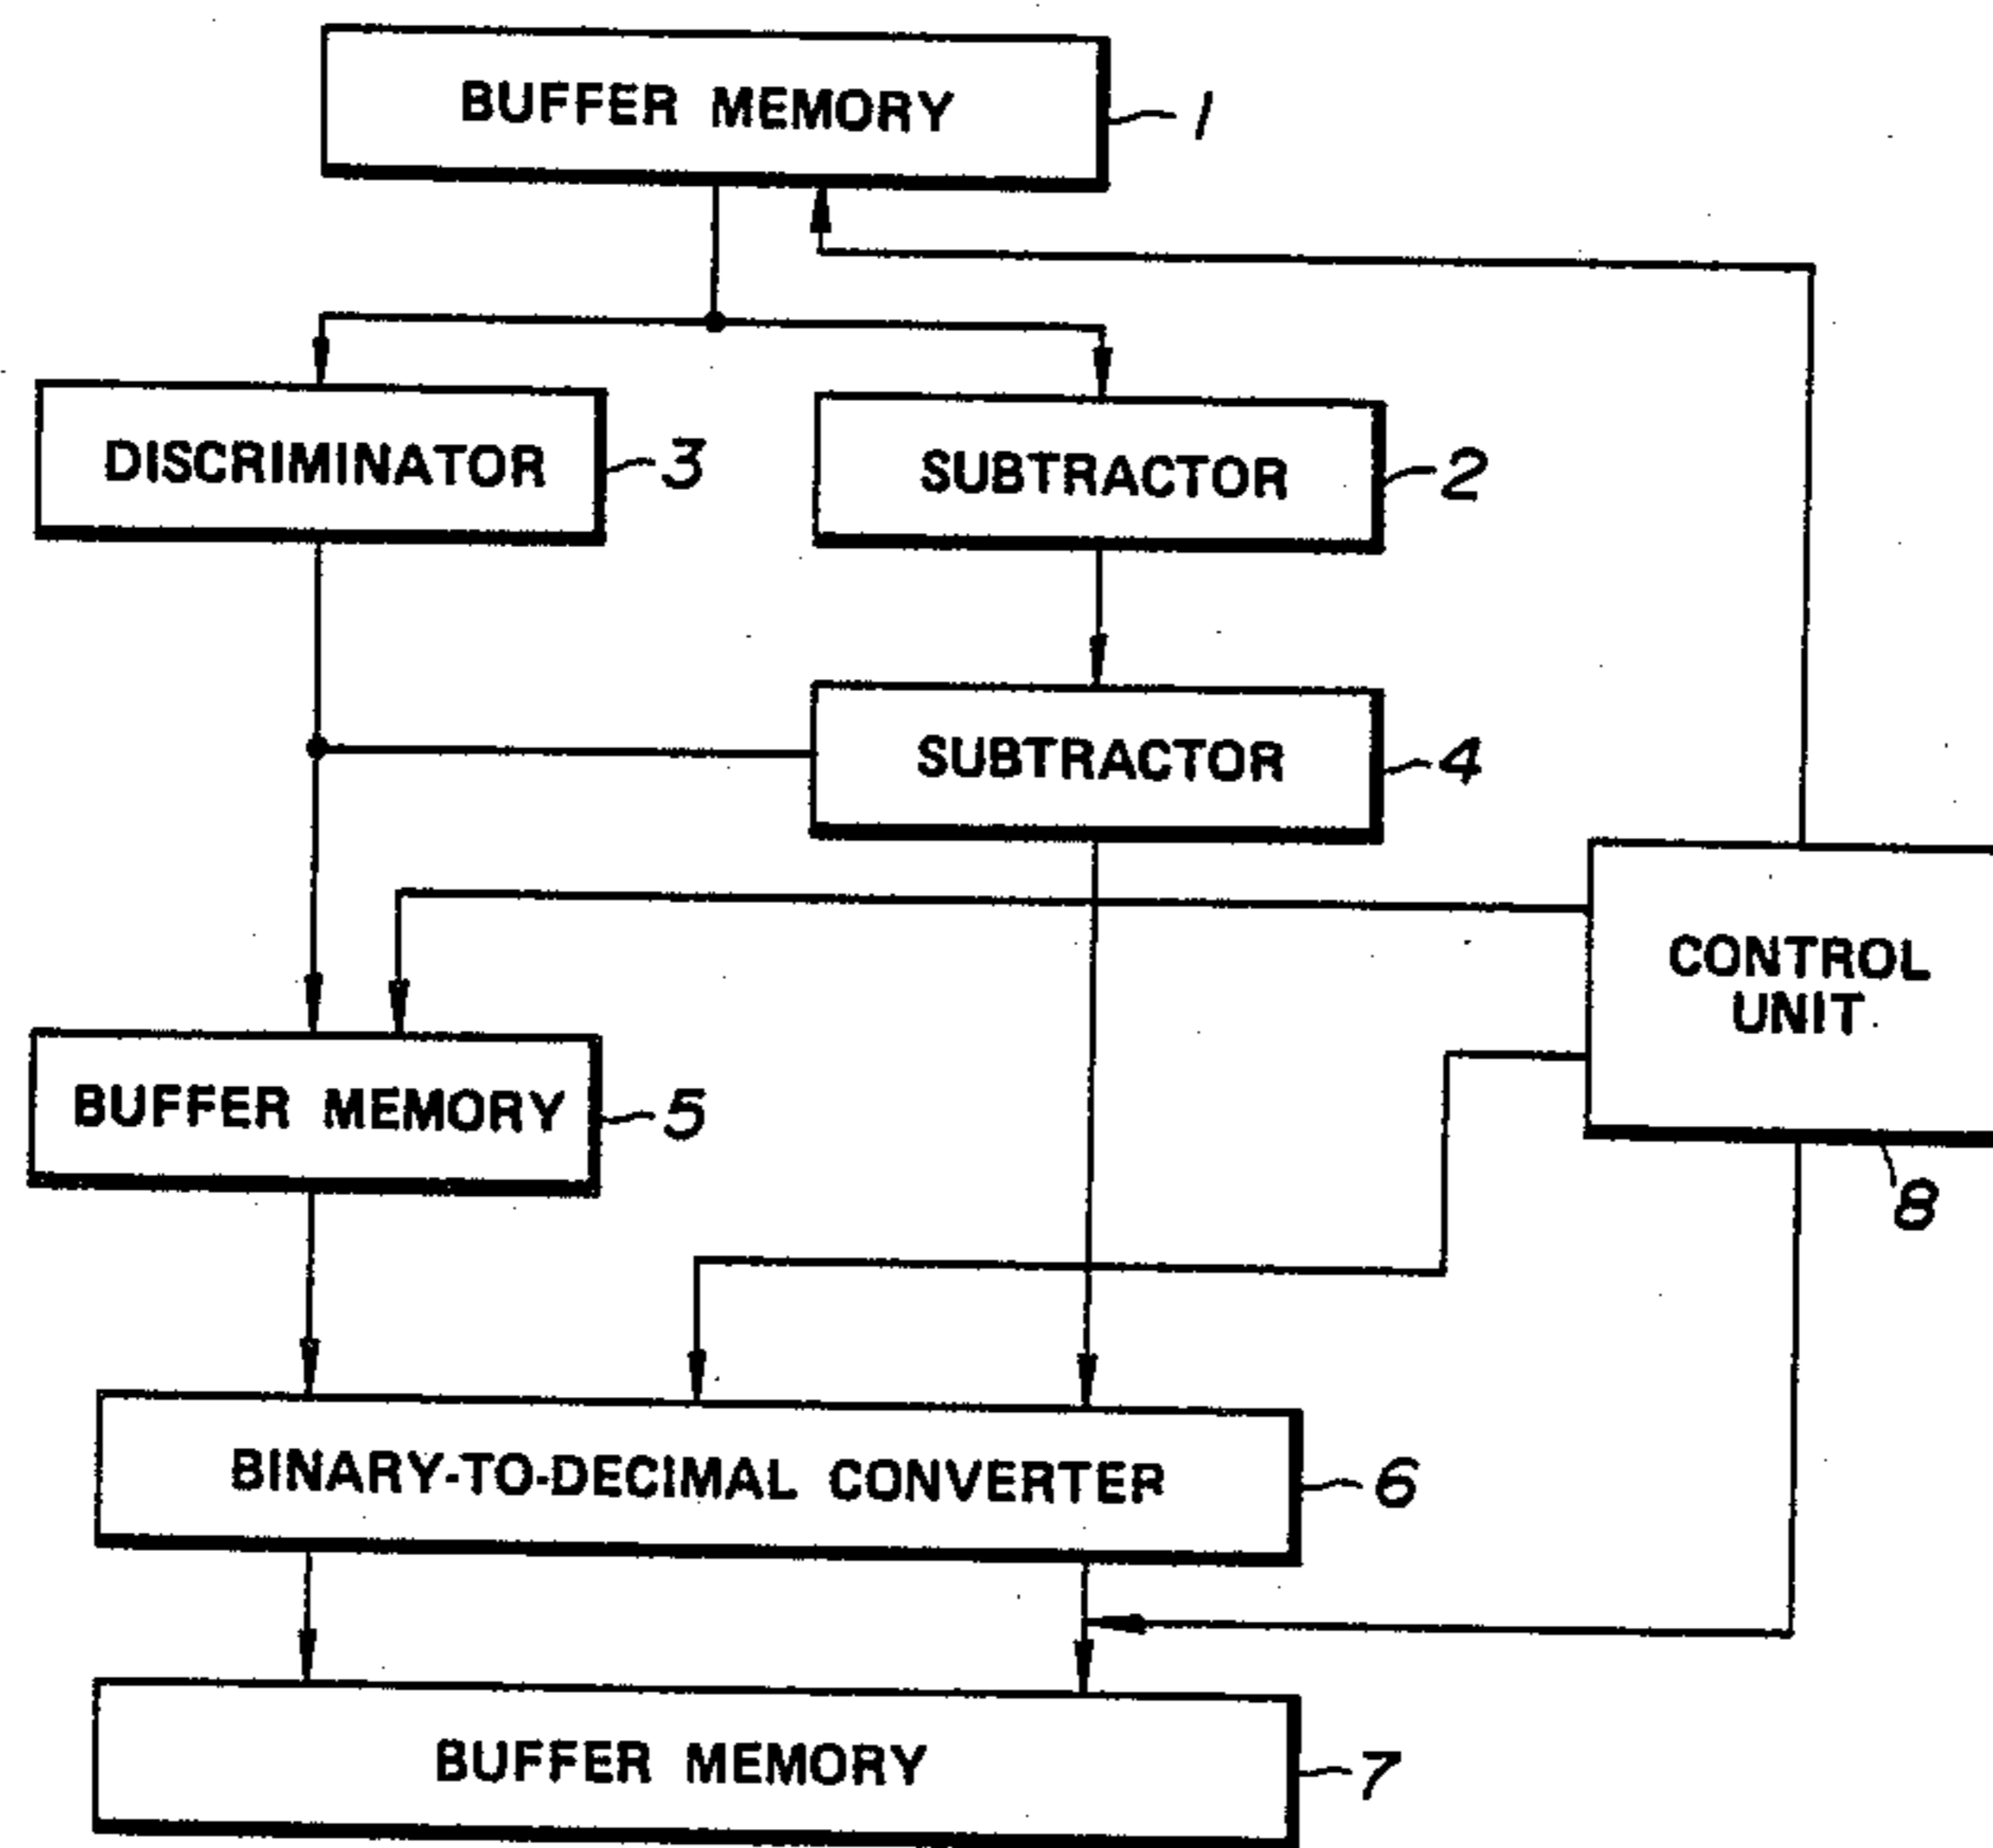 BUFFER MEMORY 1
DISCRIMINATOR 3
SUBTRACTOR 2
SUBTRACTOR 4
CONTROL
UNIT
8
BUFFER MEMORY 5
BINARY-TO-DECIMAL CONVERTER 6
BUFFER MEMORY 7